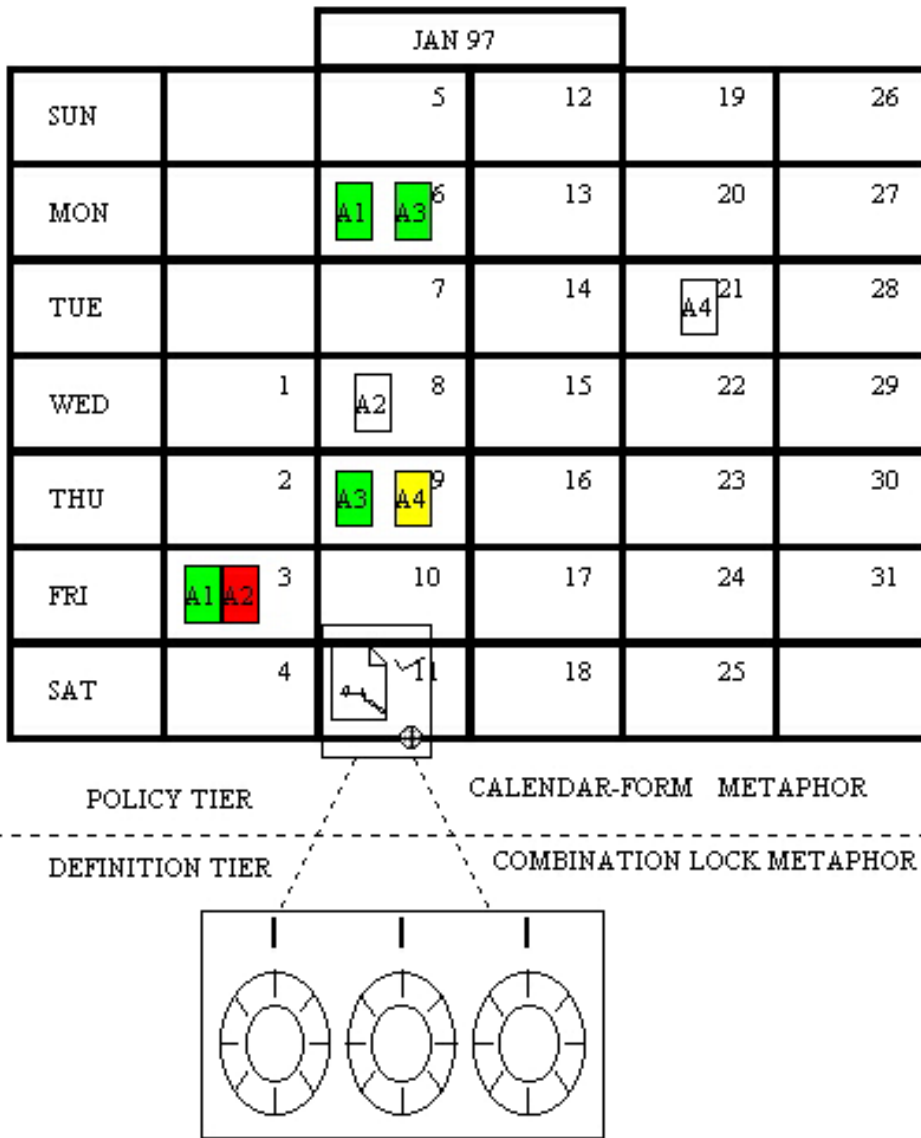 JAN 97
SUN 5 12 19 26
MON A1 A3 6 13 20 27
TUE 7 14 A4 21 28
WED 1 A2 8 15 22 29
THU 2 A3 A4 9 16 23 30
FRI A1 A2 3 10 17 24 31
SAT 4 11 18 25
POLICY TIER CALENDAR-FORM METAPHOR
DEFINITION TIER COMBINATION LOCK METAPHOR